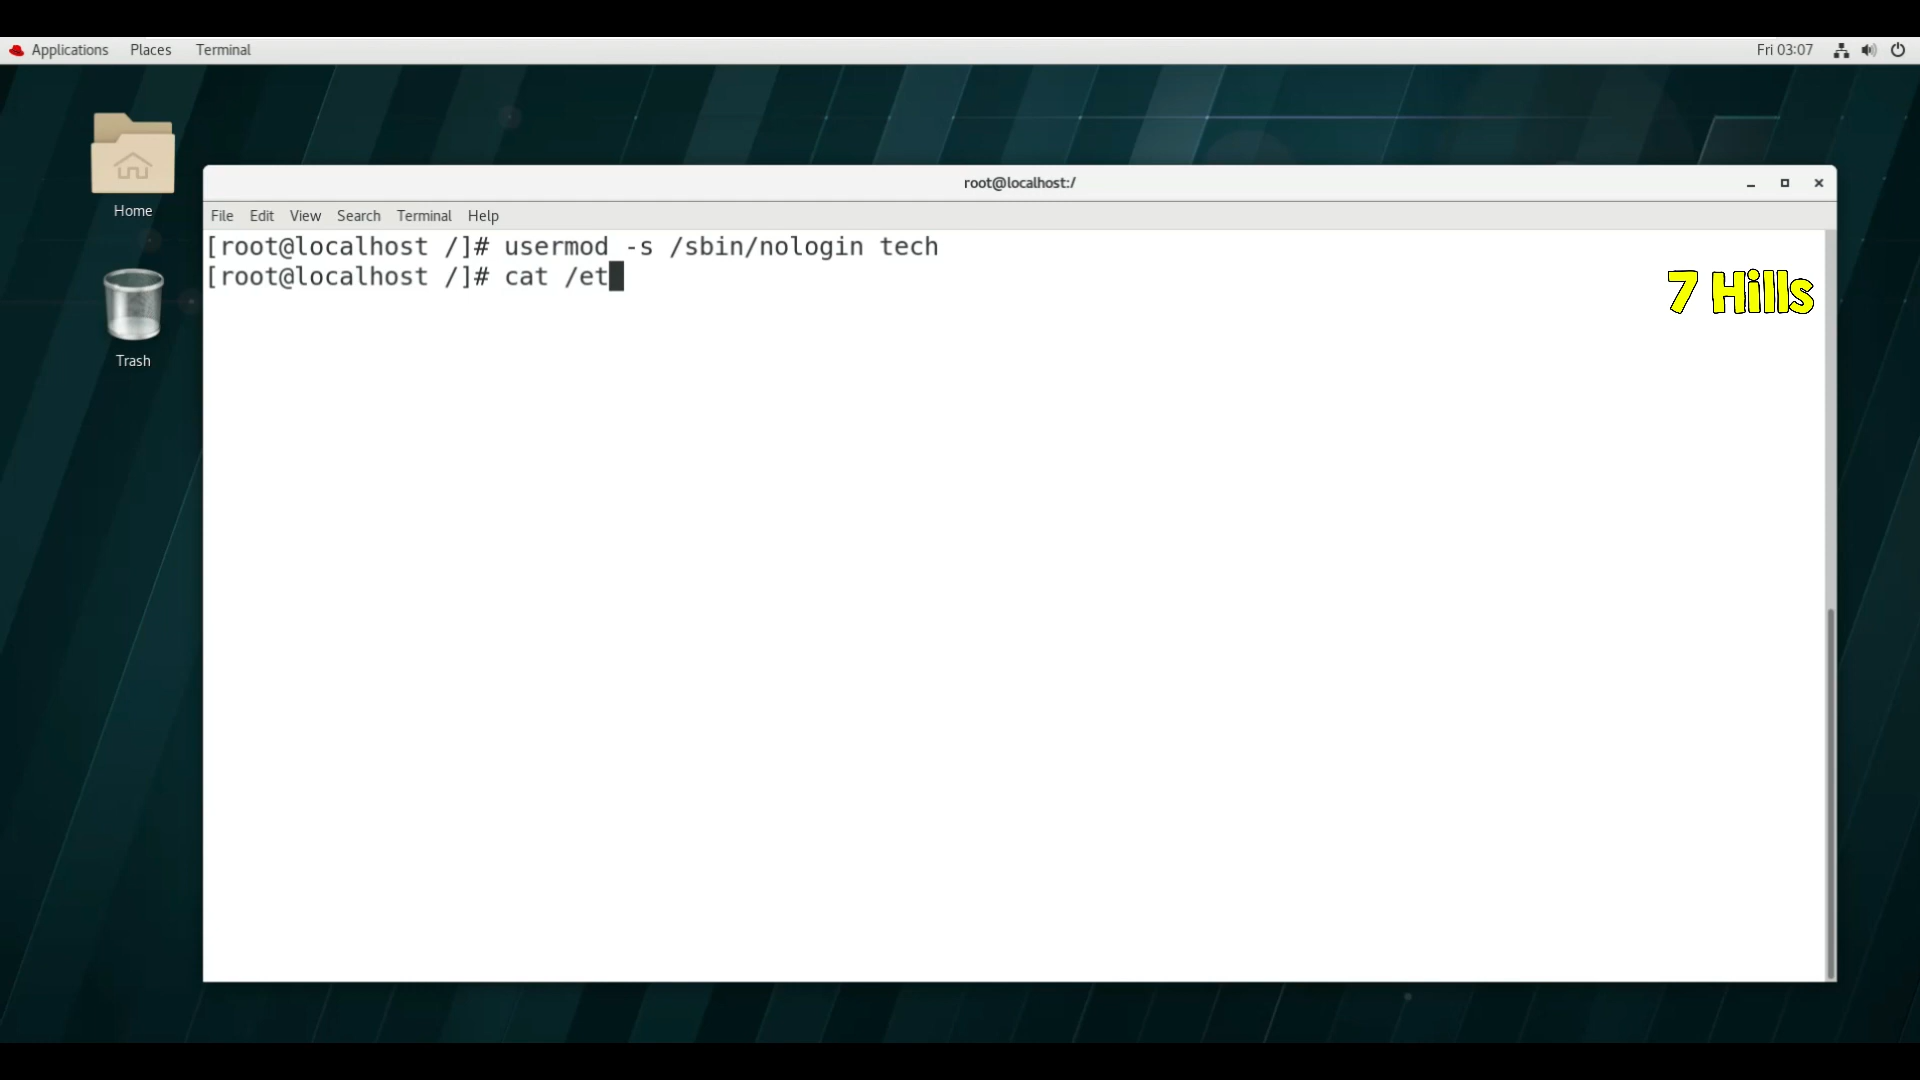 Applications Places Terminal Fri 03:07
Home
Trash
root@localhost:/
File Edit View Search Terminal Help
[root@localhost /]# usermod -s /sbin/nologin tech
[root@localhost /]# cat /et
7 Hills